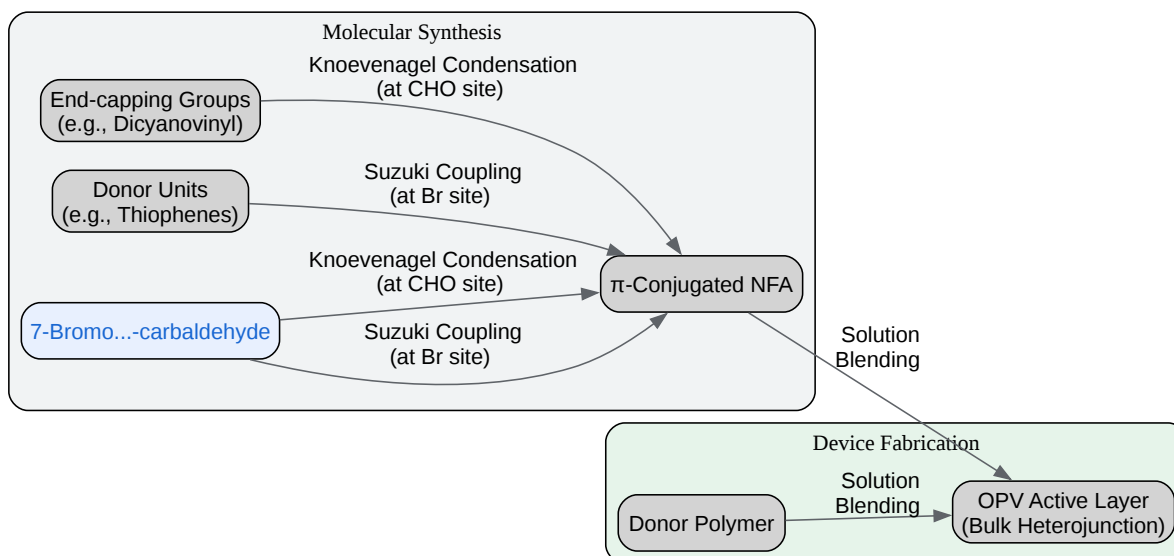 Molecular Synthesis
Knoevenagel Condensation
(at CHO site)
End-capping Groups
(e.g., Dicyanovinyl)
Suzuki Coupling
(at Br site)
Donor Units
(e.g., Thiophenes)
Knoevenagel Condensation
(at CHO site)
π-Conjugated NFA
7-Bromo...-carbaldehyde
Suzuki Coupling
(at Br site)
Solution
Blending
Device Fabrication
Solution
Blending
OPV Active Layer
(Bulk Heterojunction)
Donor Polymer